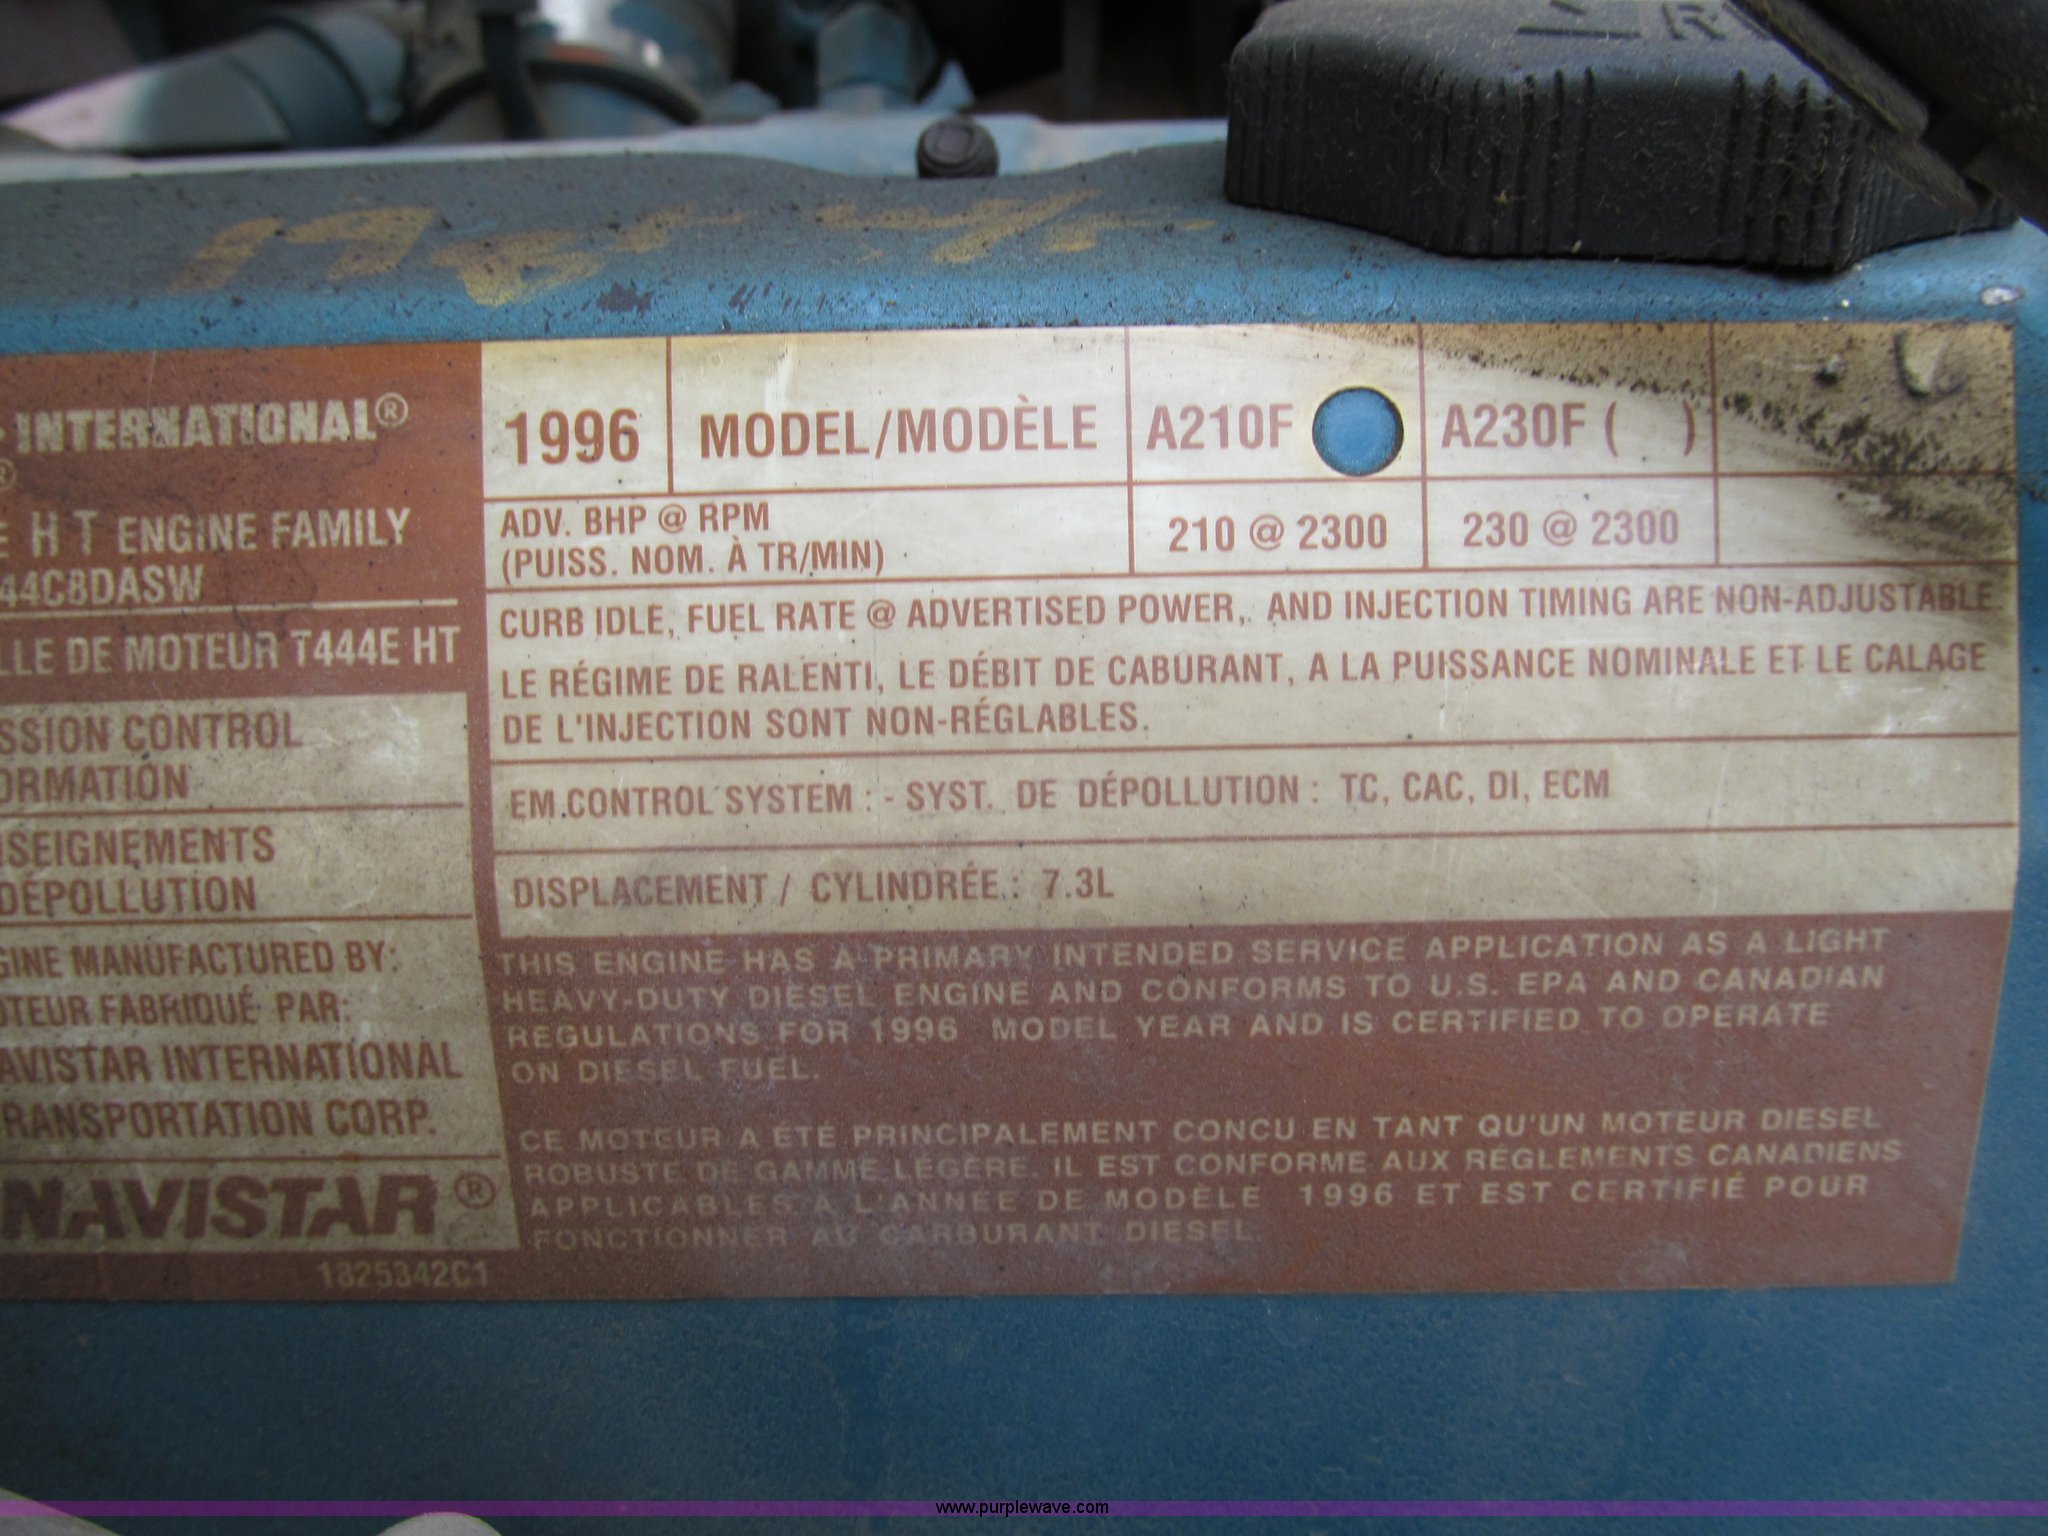 INTERNATIONAL®
®
E HT ENGINE FAMILY
44C8DASW
LLE DE MOTEUR T444E HT
SSION CONTROL
ORMATION
SEIGNEMENTS
DÉPOLLUTION
GINE MANUFACTURED BY:
OTEUR FABRIQUÉ PAR:
AVISTAR INTERNATIONAL
RANSPORTATION CORP.
NAVISTAR®
1825342C1
1996 MODEL/MODÈLE A210F A230F ( )
ADV. BHP @ RPM
(PUISS. NOM. À TR/MIN) 210 @ 2300 230 @ 2300
CURB IDLE, FUEL RATE @ ADVERTISED POWER, AND INJECTION TIMING ARE NON-ADJUSTABLE.
LE RÉGIME DE RALENTI, LE DÉBIT DE CABURANT, A LA PUISSANCE NOMINALE ET LE CALAGE
DE L'INJECTION SONT NON-RÉGLABLES.
EM.CONTROL SYSTEM : - SYST. DE DÉPOLLUTION : TC, CAC, DI, ECM
DISPLACEMENT / CYLINDRÉE : 7.3L
THIS ENGINE HAS A PRIMARY INTENDED SERVICE APPLICATION AS A LIGHT
HEAVY-DUTY DIESEL ENGINE AND CONFORMS TO U.S. EPA AND CANADIAN
REGULATIONS FOR 1996 MODEL YEAR AND IS CERTIFIED TO OPERATE
ON DIESEL FUEL.
CE MOTEUR A ÉTÉ PRINCIPALEMENT CONCU EN TANT QU'UN MOTEUR DIESEL
ROBUSTE DE GAMME LÉGÈRE. IL EST CONFORME AUX RÉGLEMENTS CANADIENS
APPLICABLES A L'ANNÉE DE MODÈLE 1996 ET EST CERTIFIÉ POUR
FONCTIONNER AU CARBURANT DIESEL.
www.purplewave.com